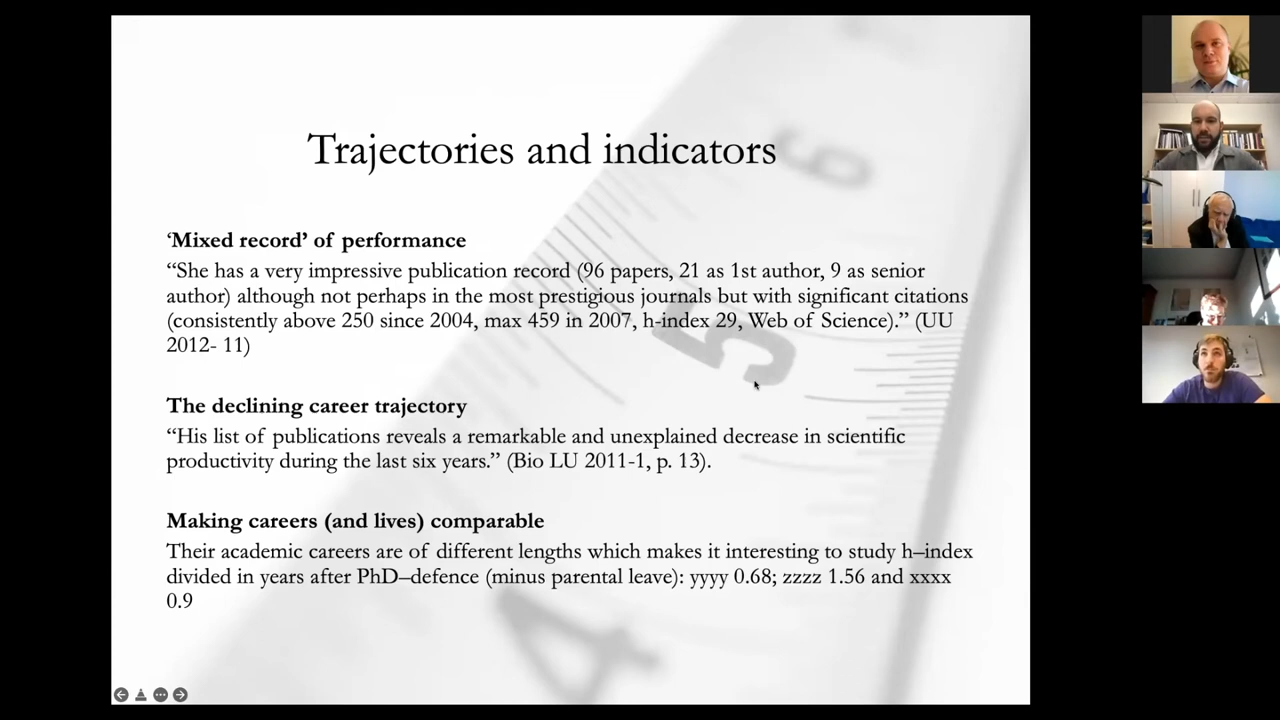 Trajectories and indicators
‘Mixed record’ of performance
“She has a very impressive publication record (96 papers, 21 as 1st author, 9 as senior
author) although not perhaps in the most prestigious journals but with significant citations
(consistently above 250 since 2004, max 459 in 2007, h-index 29, Web of Science).” (UU
2012- 11)
The declining career trajectory
“His list of publications reveals a remarkable and unexplained decrease in scientific
productivity during the last six years.” (Bio LU 2011-1, p. 13).
Making careers (and lives) comparable
Their academic careers are of different lengths which makes it interesting to study h–index
divided in years after PhD–defence (minus parental leave): yyyy 0.68; zzzz 1.56 and xxxx
0.9
6
5
4